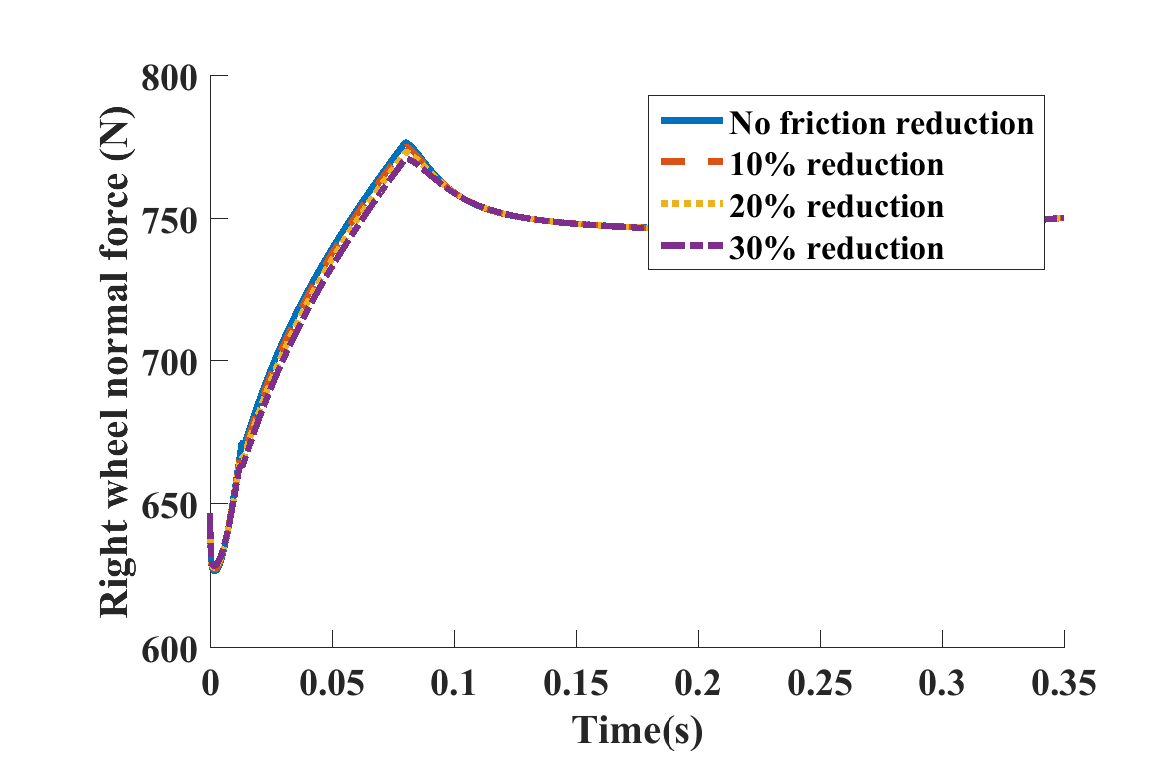 Right wheel normal force (N)
800
750
700
650
600
No friction reduction
10% reduction
20% reduction
30% reduction
0 0.05 0.1 0.15 0.2 0.25 0.3 0.35
Time(s)